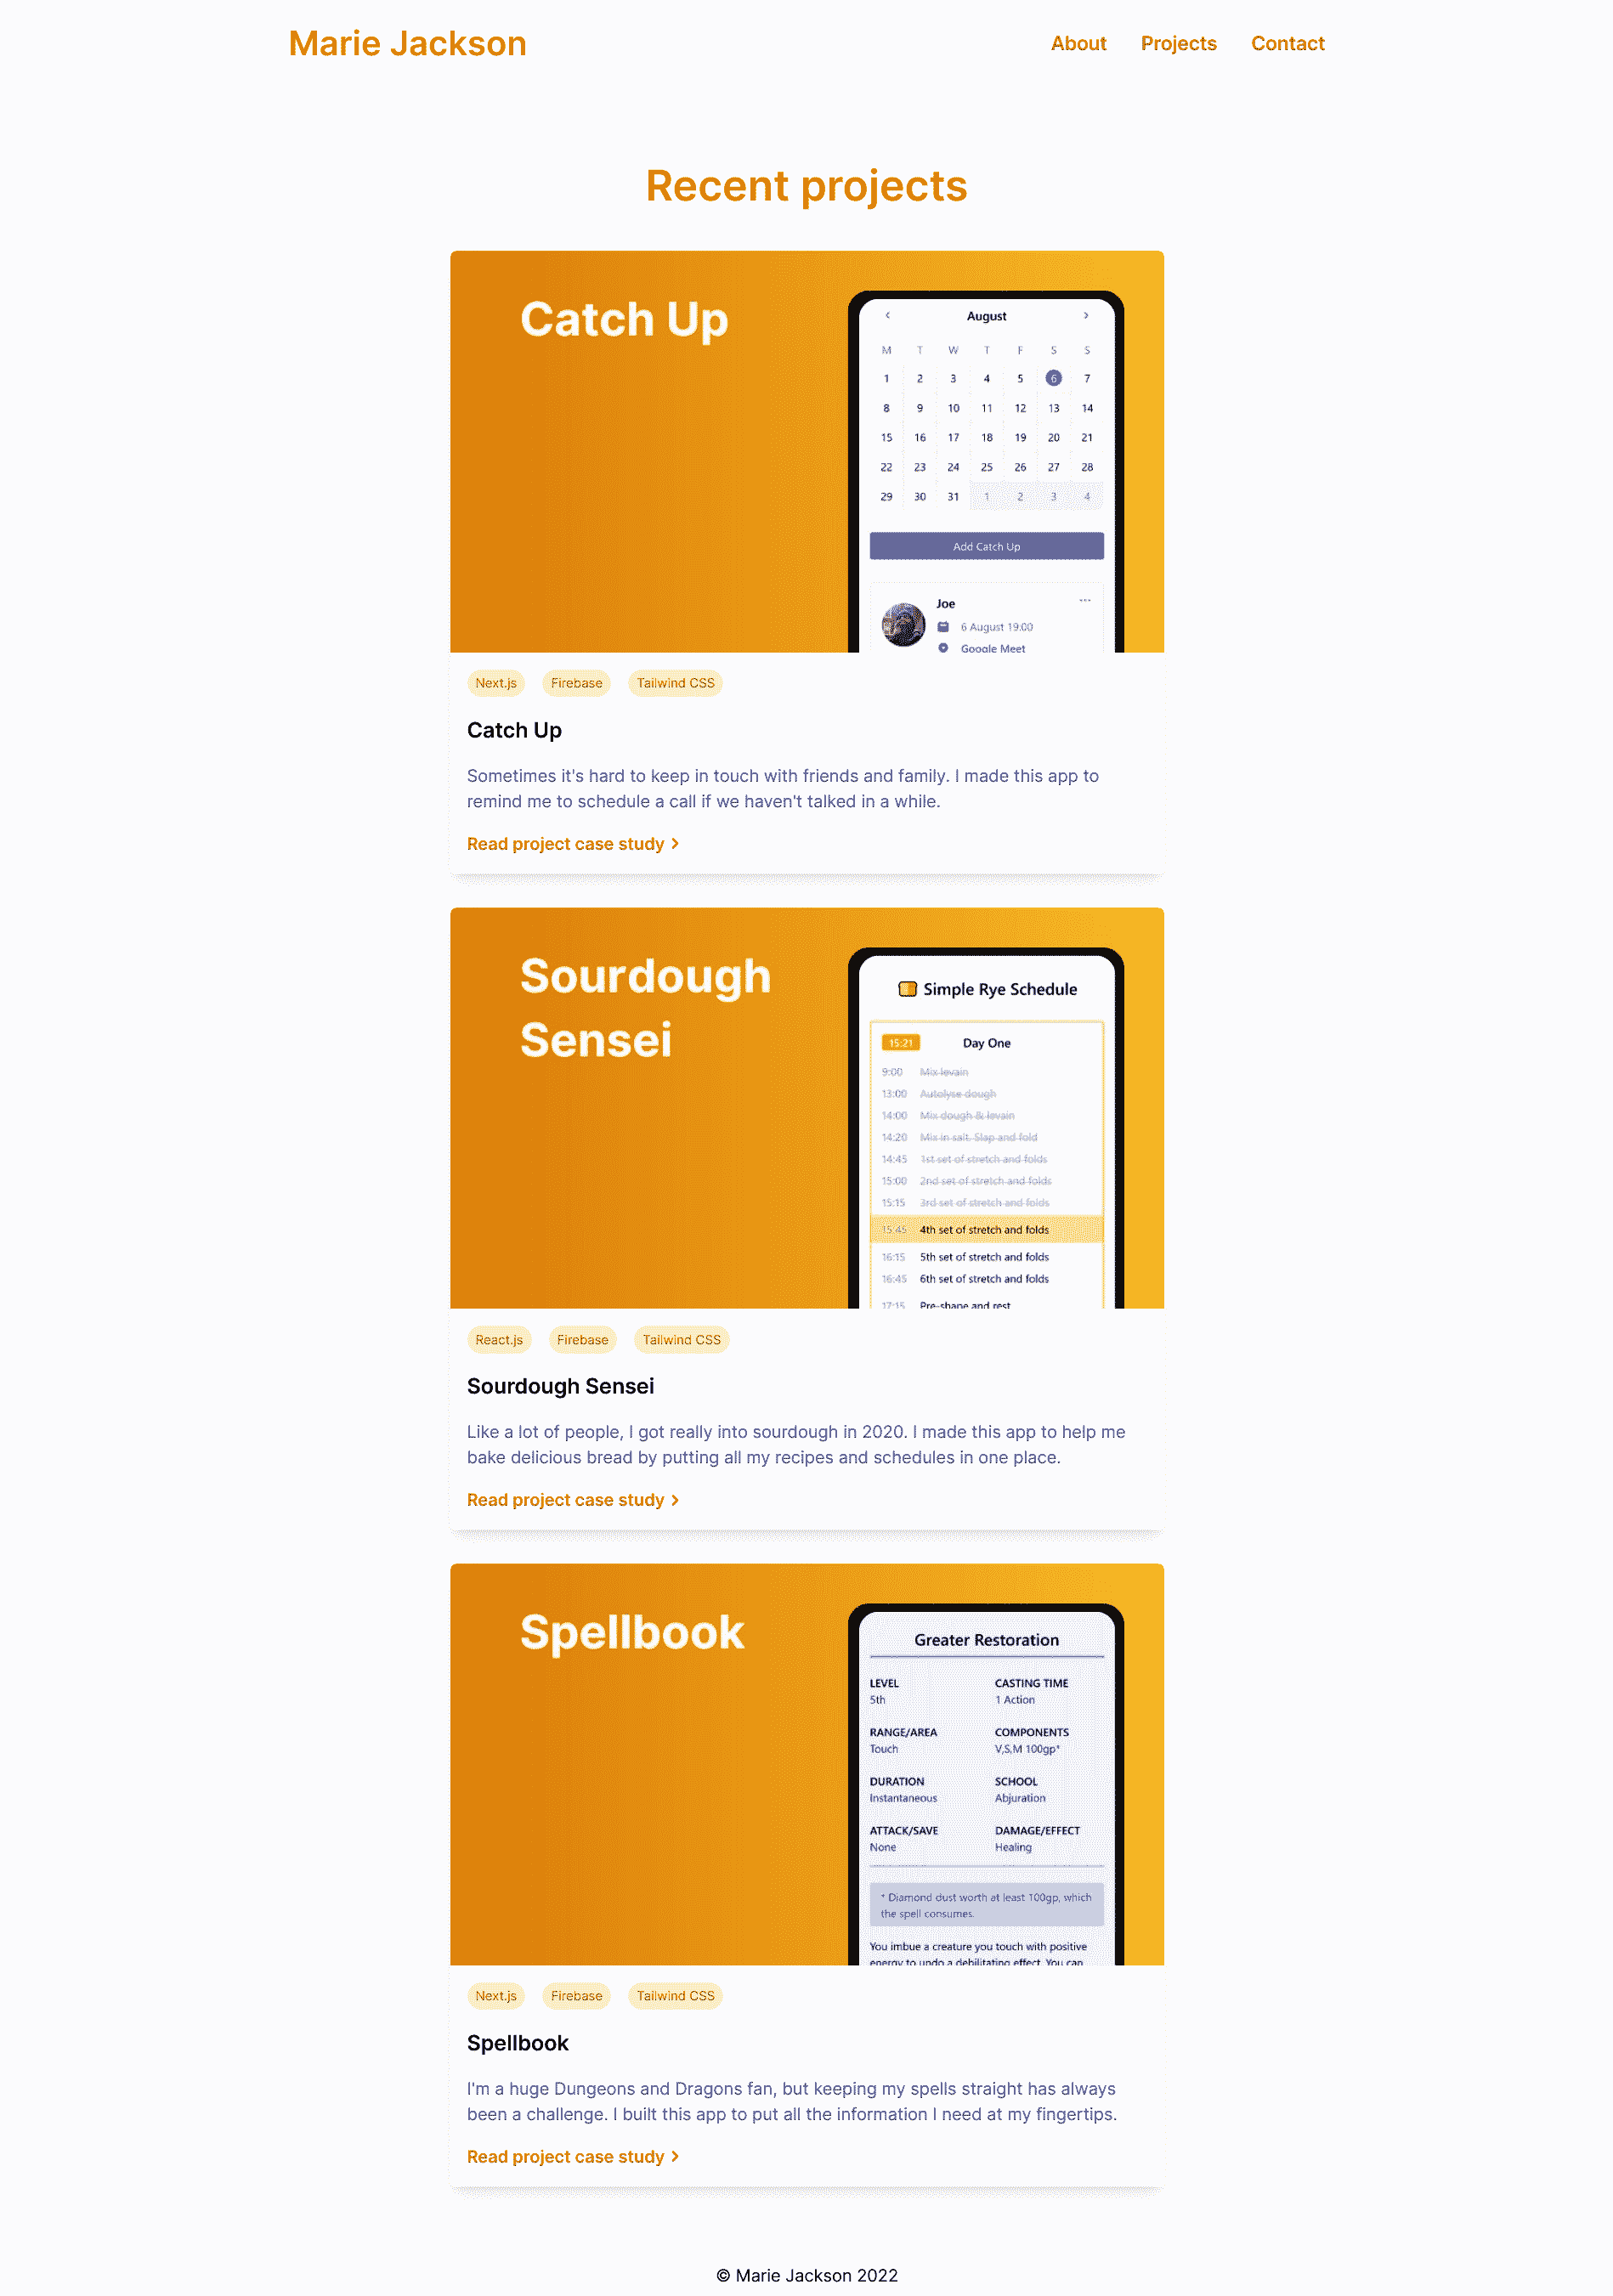 Marie Jackson
About Projects Contact
Recent projects
Catch Up
August
M T W T F S S
1 2 3 4 5 6 7
8 9 10 11 12 13 14
15 16 17 18 19 20 21
22 23 24 25 26 27 28
29 30 31 1 2 3 4
Add Catch Up
Joe
6 August 19:00
Google Meet
Next.js Firebase Tailwind CSS
Catch Up
Sometimes it's hard to keep in touch with friends and family. I made this app to
remind me to schedule a call if we haven't talked in a while.
Read project case study
Sourdough
Sensei
Simple Rye Schedule
15:21 Day One
9:00 Mix levain
13:00 Autolyse dough
14:00 Mix dough & levain
14:20 Mix in salt. Slap and fold
14:45 1st set of stretch and folds
15:00 2nd set of stretch and folds
15:15 3rd set of stretch and folds
15:45 4th set of stretch and folds
16:15 5th set of stretch and folds
16:45 6th set of stretch and folds
17:15 Pre-shape and rest
React.js Firebase Tailwind CSS
Sourdough Sensei
Like a lot of people, I got really into sourdough in 2020. I made this app to help me
bake delicious bread by putting all my recipes and schedules in one place.
Read project case study
Spellbook
Greater Restoration
LEVEL CASTING TIME
5th 1 Action
RANGE/AREA COMPONENTS
Touch V,S,M 100gp*
DURATION SCHOOL
Instantaneous Abjuration
ATTACK/SAVE DAMAGE/EFFECT
None Healing
* Diamond dust worth at least 100gp, which
the spell consumes.
You imbue a creature you touch with positive
energy to undo a debilitating effect. You can
Next.js Firebase Tailwind CSS
Spellbook
I'm a huge Dungeons and Dragons fan, but keeping my spells straight has always
been a challenge. I built this app to put all the information I need at my fingertips.
Read project case study
© Marie Jackson 2022